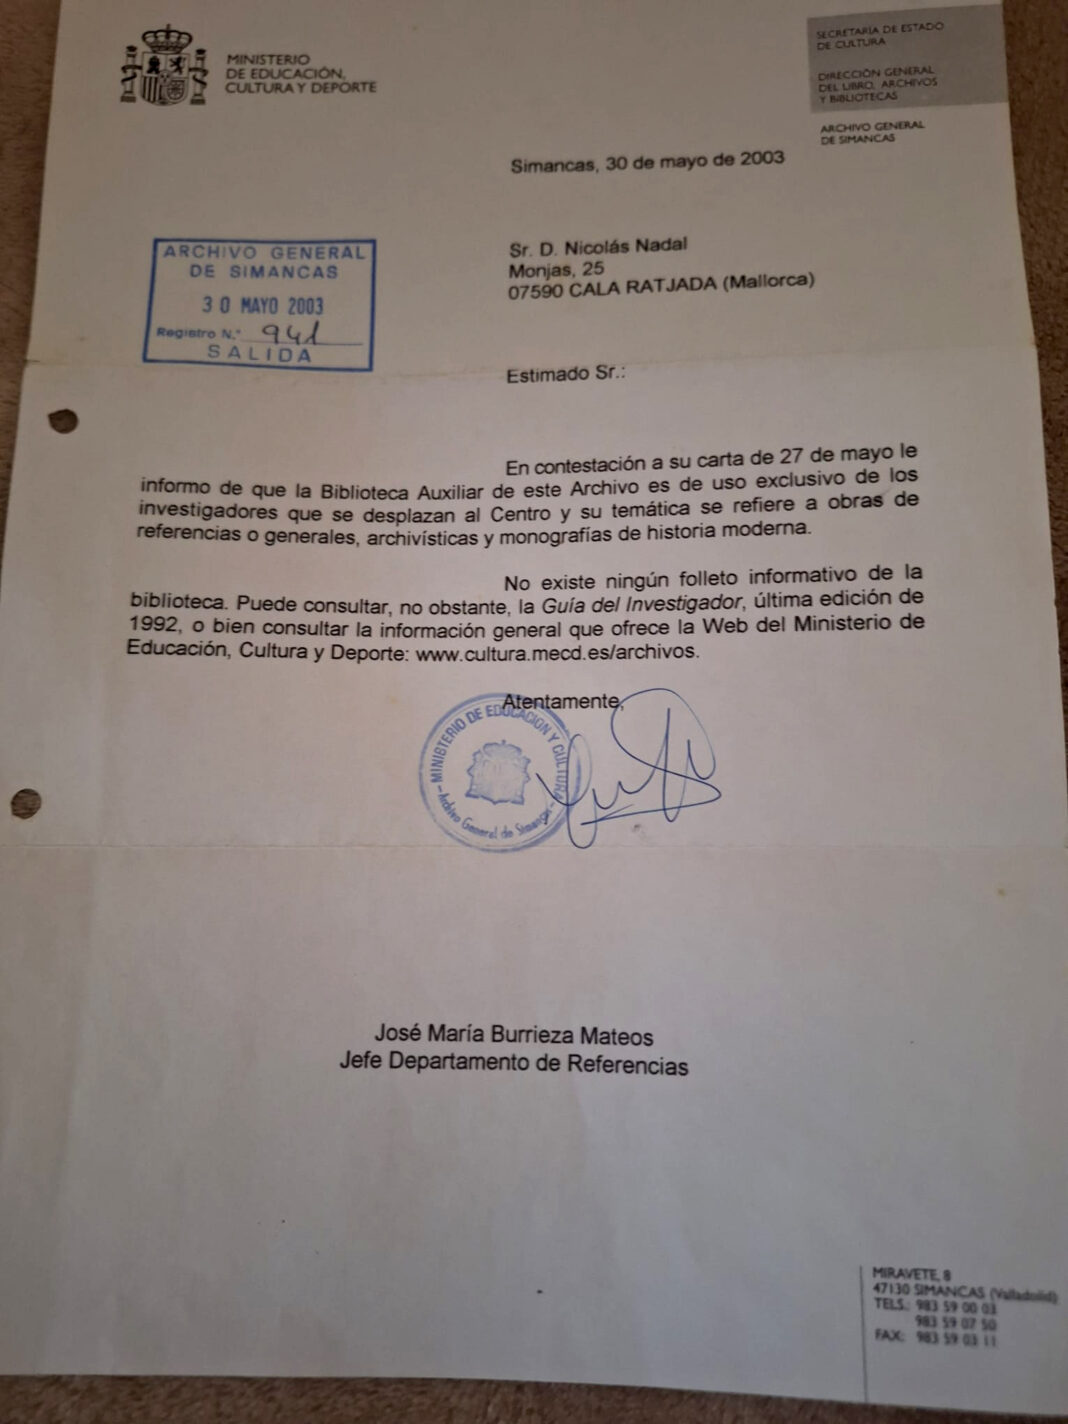 MINISTERIO
DE EDUCACIÓN,
CULTURA Y DEPORTE
SECRETARÍA DE ESTADO
DE CULTURA
DIRECCIÓN GENERAL
DEL LIBRO, ARCHIVOS
Y BIBLIOTECAS
ARCHIVO GENERAL
DE SIMANCAS
Simancas, 30 de mayo de 2003
ARCHIVO GENERAL
DE SIMANCAS
30 MAYO 2003
Registro N.º 941
SALIDA
Sr. D. Nicolás Nadal
Monjas, 25
07590 CALA RATJADA (Mallorca)
Estimado Sr.:
En contestación a su carta de 27 de mayo le
informo de que la Biblioteca Auxiliar de este Archivo es de uso exclusivo de los
investigadores que se desplazan al Centro y su temática se refiere a obras de
referencias o generales, archivísticas y monografías de historia moderna.
No existe ningún folleto informativo de la
biblioteca. Puede consultar, no obstante, la Guía del Investigador, última edición de
1992, o bien consultar la información general que ofrece la Web del Ministerio de
Educación, Cultura y Deporte: www.cultura.mecd.es/archivos.
Atentamente,
MINISTERIO DE EDUCACION Y CULTURA
Archivo General de Simancas
José María Burrieza Mateos
Jefe Departamento de Referencias
MIRAVETE, 8
47130 SIMANCAS (Valladolid)
TELS.: 983 59 00 03
983 59 07 50
FAX: 983 59 03 11